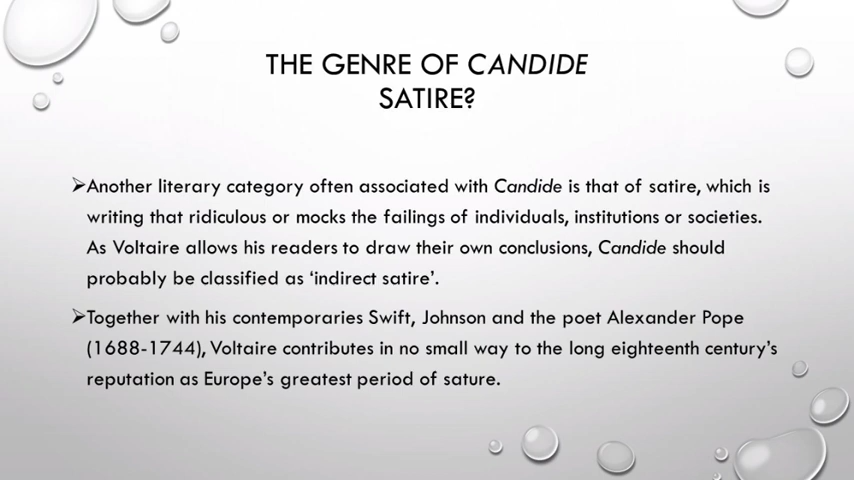 THE GENRE OF CANDIDE
SATIRE?
➢Another literary category often associated with Candide is that of satire, which is
writing that ridiculous or mocks the failings of individuals, institutions or societies.
As Voltaire allows his readers to draw their own conclusions, Candide should
probably be classified as ‘indirect satire’.
➢Together with his contemporaries Swift, Johnson and the poet Alexander Pope
(1688-1744), Voltaire contributes in no small way to the long eighteenth century’s
reputation as Europe’s greatest period of sature.